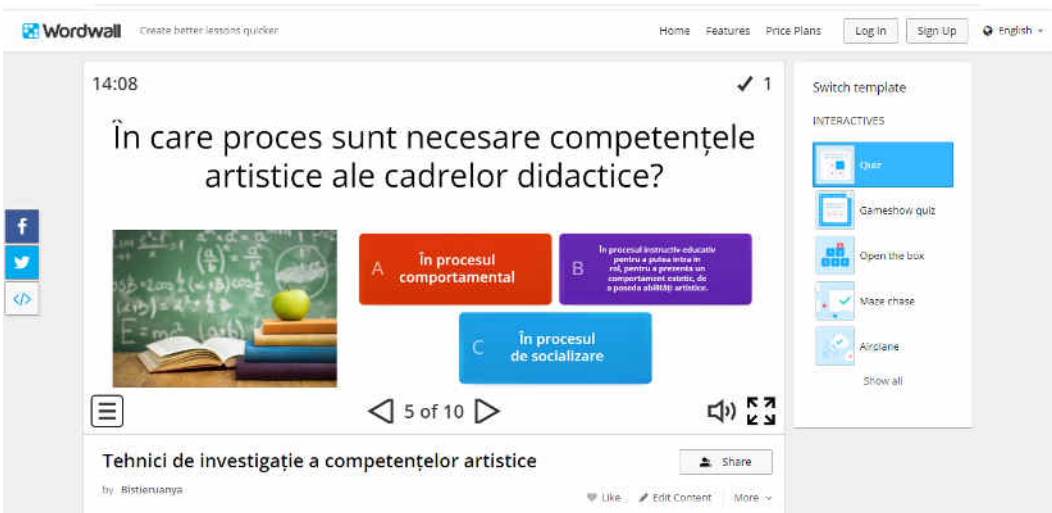 Wordwall Create better lessons quicker
Home Features Price Plans Log In Sign Up English
14:08
1
În care proces sunt necesare competențele
artistice ale cadrelor didactice?
A
În procesul
comportamental
B
În procesul instructiv-educativ
pentru a putea intra în
rol, pentru a prezenta un
comportament estetic, de
a poseda abilități artistice.
C
În procesul
de socializare
5 of 10
Tehnici de investigație a competențelor artistice
by Bistieruanya
Share
Like Edit Content More
Switch template
INTERACTIVES
Quiz
Gameshow quiz
Open the box
Maze chase
Airplane
Show all